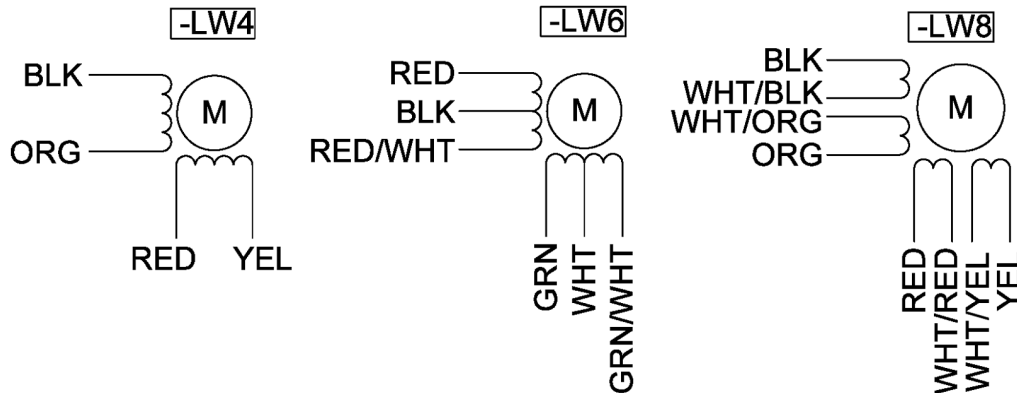 -LW4
BLK
M
ORG
RED YEL
-LW6
RED
BLK
M
RED/WHT
GRN
WHT
GRN/WHT
-LW8
BLK
WHT/BLK
M
WHT/ORG
ORG
RED
WHT/RED
WHT/YEL
YEL